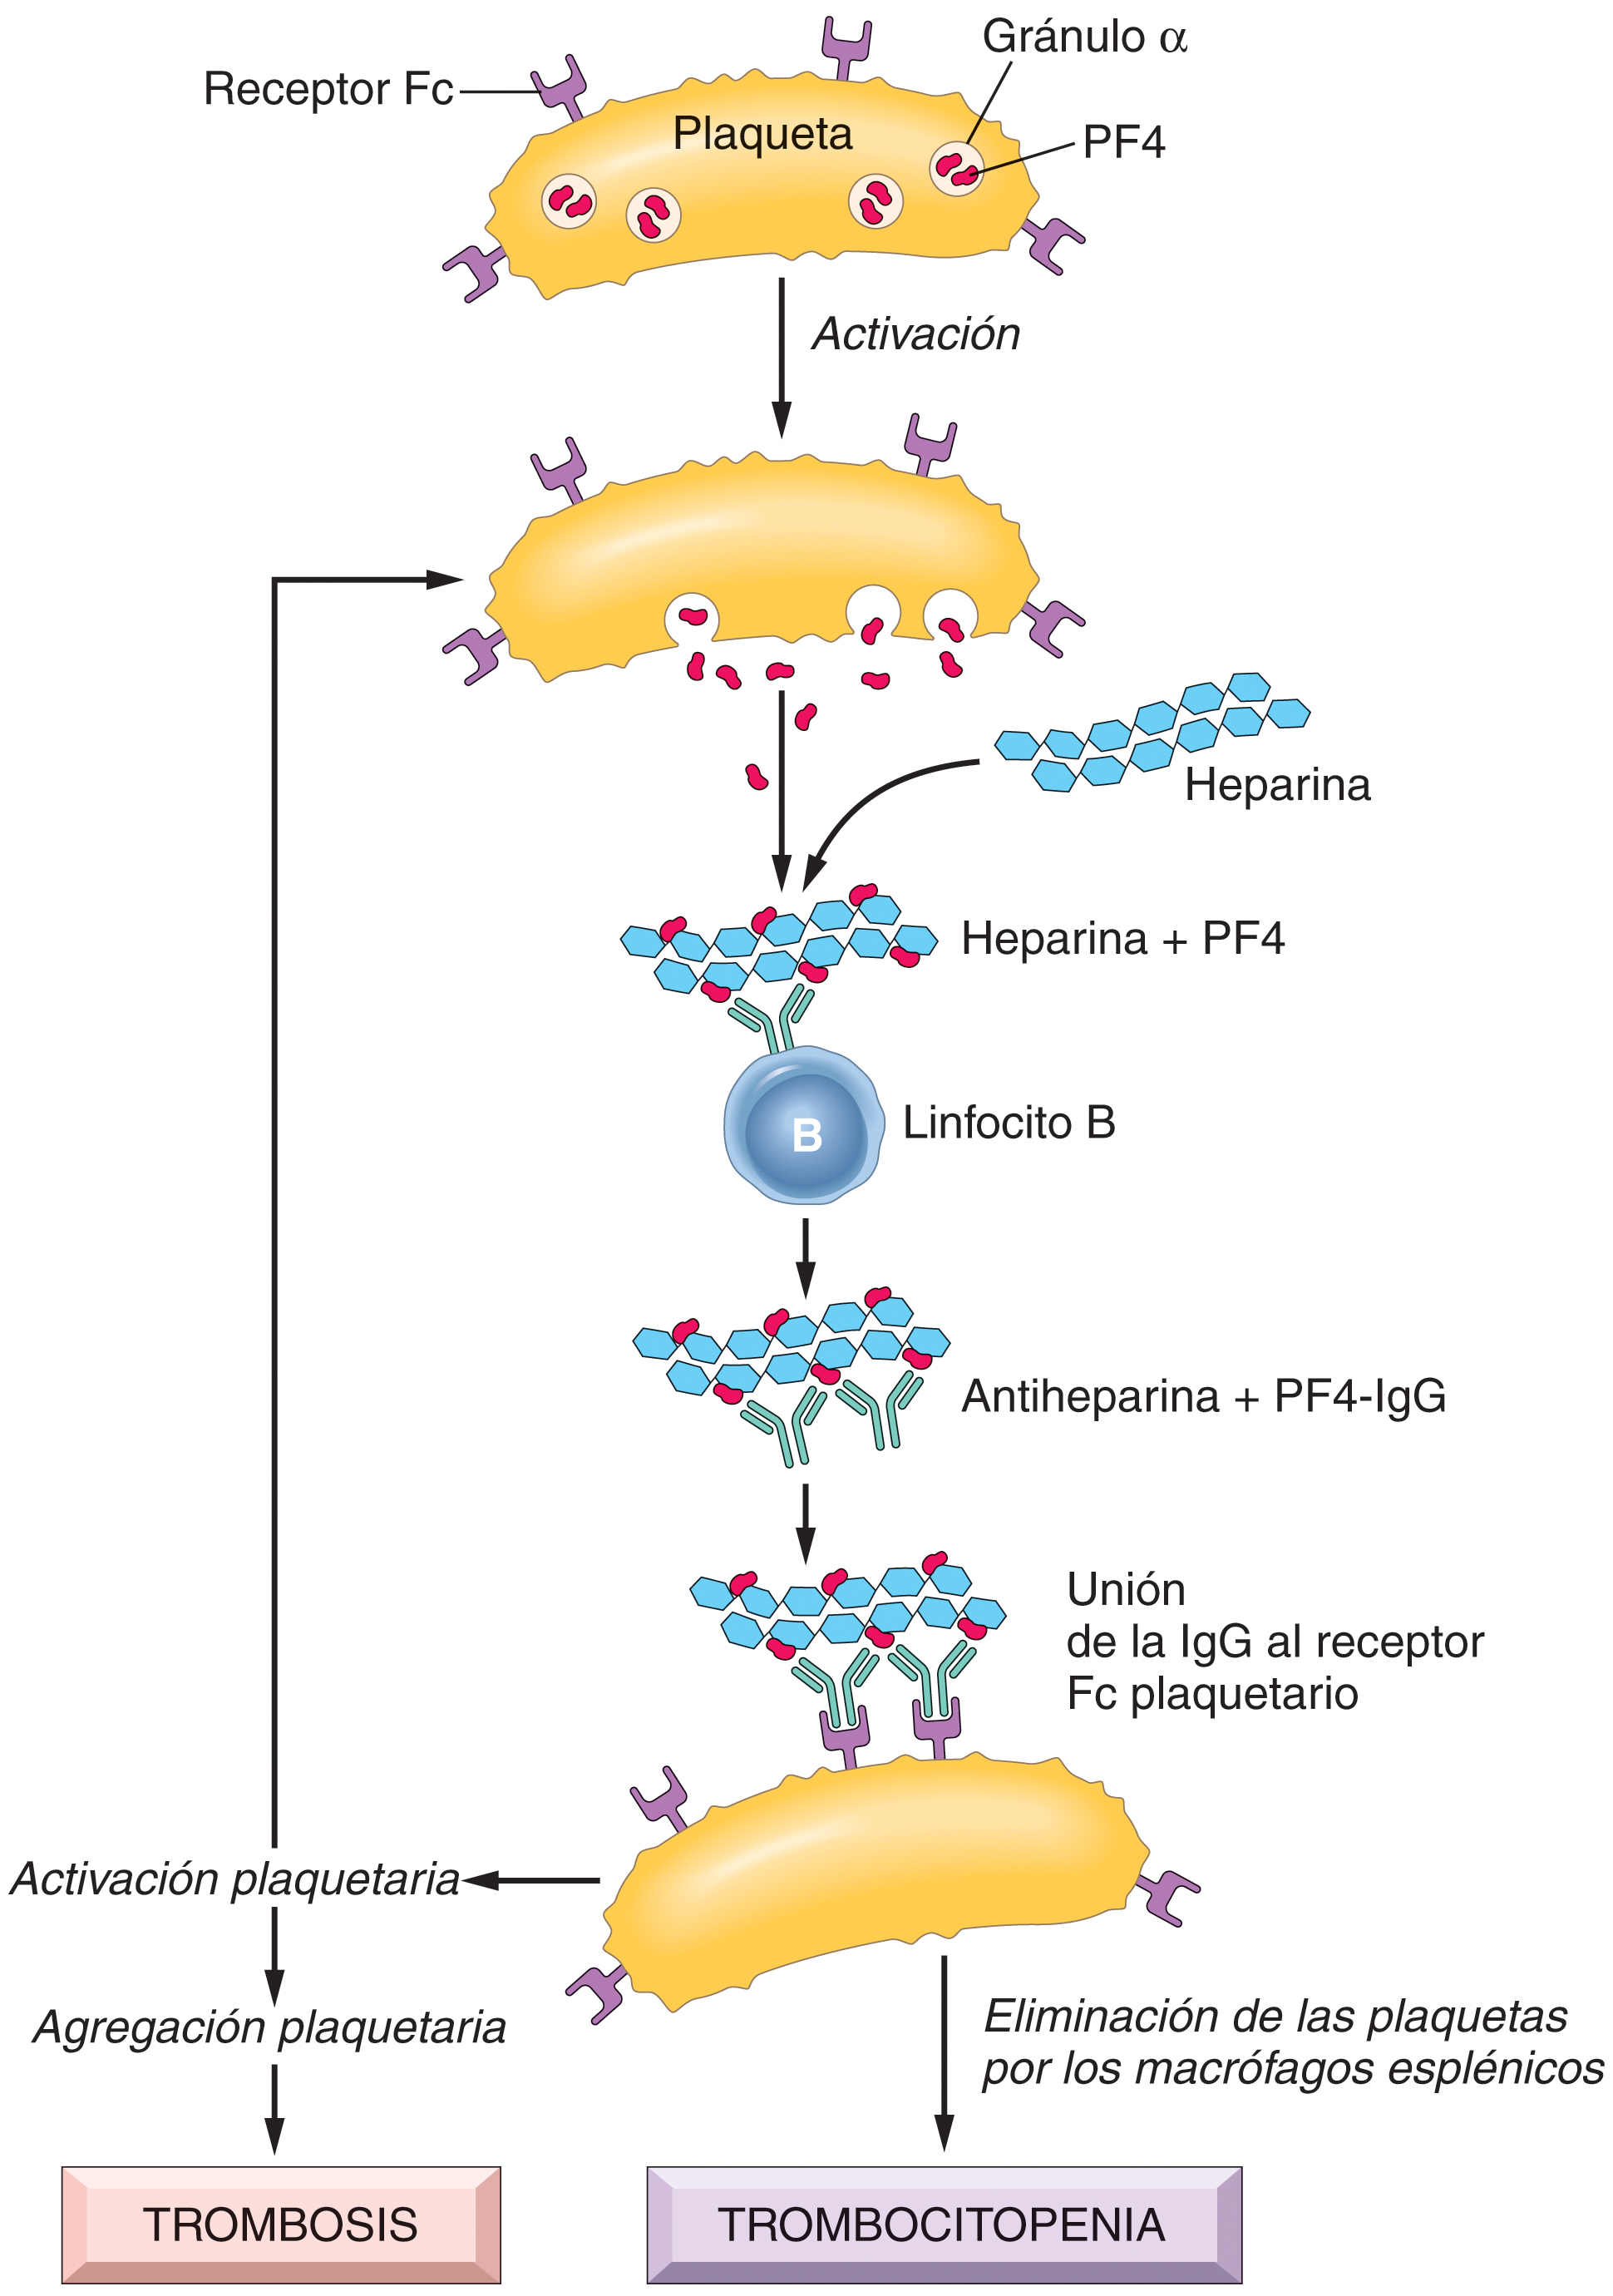 Gránulo α
Receptor Fc
Plaqueta
PF4
Activación
Heparina
Heparina + PF4
Linfocito B
B
Antiheparina + PF4-IgG
Unión
de la IgG al receptor
Fc plaquetario
Activación plaquetaria
Agregación plaquetaria
Eliminación de las plaquetas
por los macrófagos esplénicos
TROMBOSIS
TROMBOCITOPENIA